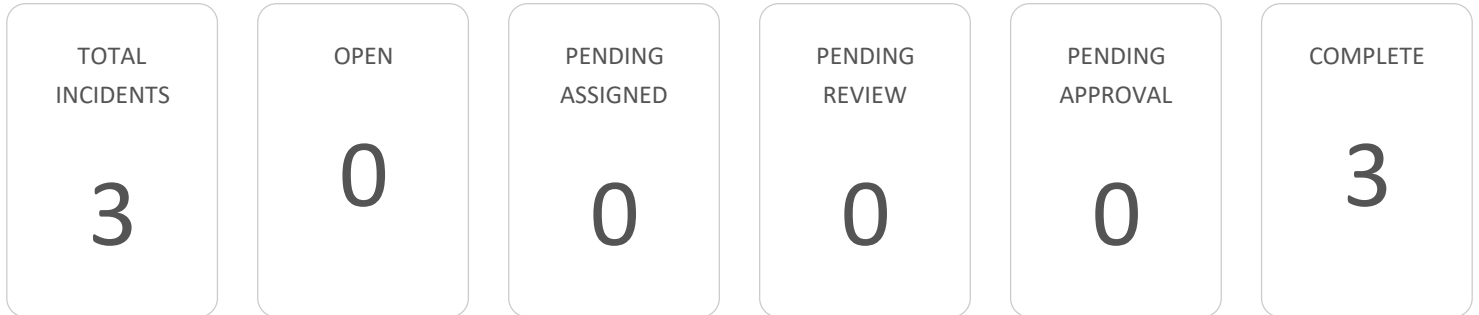 TOTAL
INCIDENTS
3
OPEN
0
PENDING
ASSIGNED
0
PENDING
REVIEW
0
PENDING
APPROVAL
0
COMPLETE
3